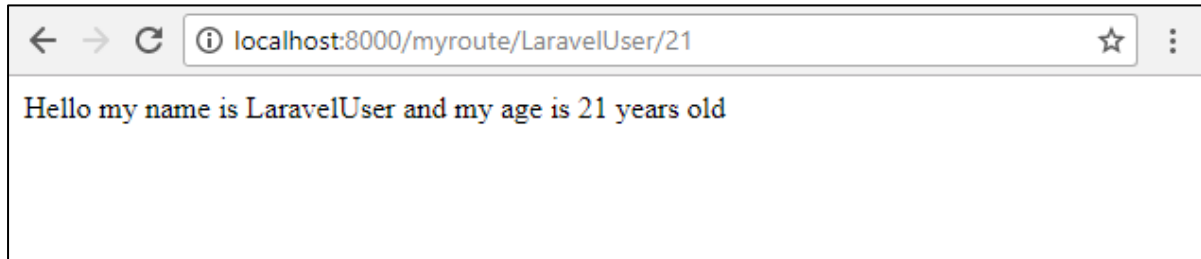 localhost:8000/myroute/LaravelUser/21
Hello my name is LaravelUser and my age is 21 years old